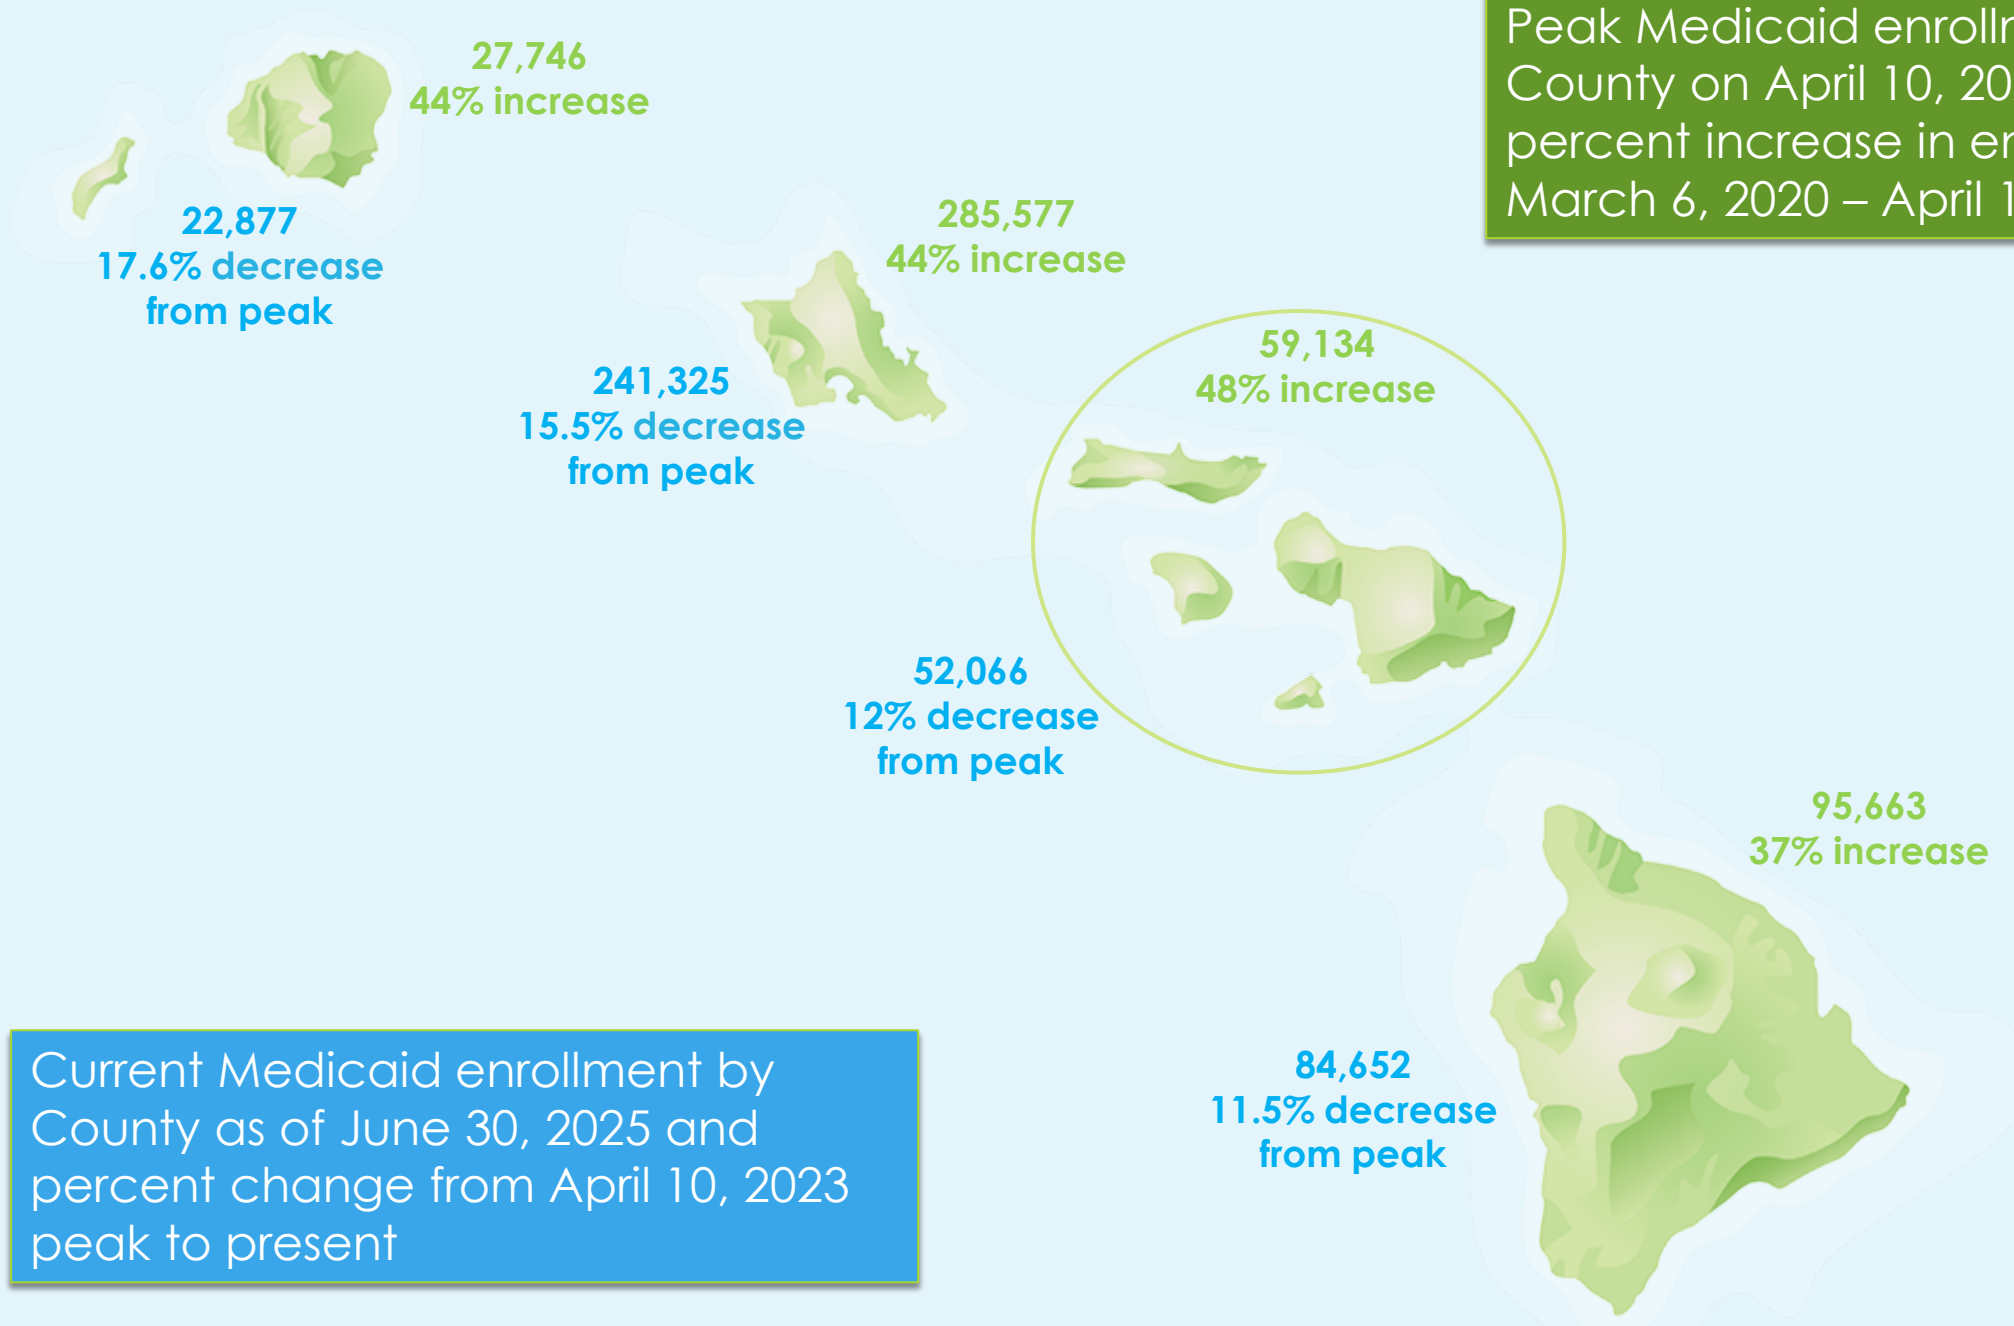 Peak Medicaid
County on April 10,
percent increase in
March 6, 2020 – April
27,746
44% increase
22,877
17.6% decrease
from peak
285,577
44% increase
241,325
15.5% decrease
from peak
59,134
48% increase
52,066
12% decrease
from peak
95,663
37% increase
84,652
11.5% decrease
from peak
Current Medicaid enrollment by
County as of June 30, 2025 and
percent change from April 10, 2023
peak to present